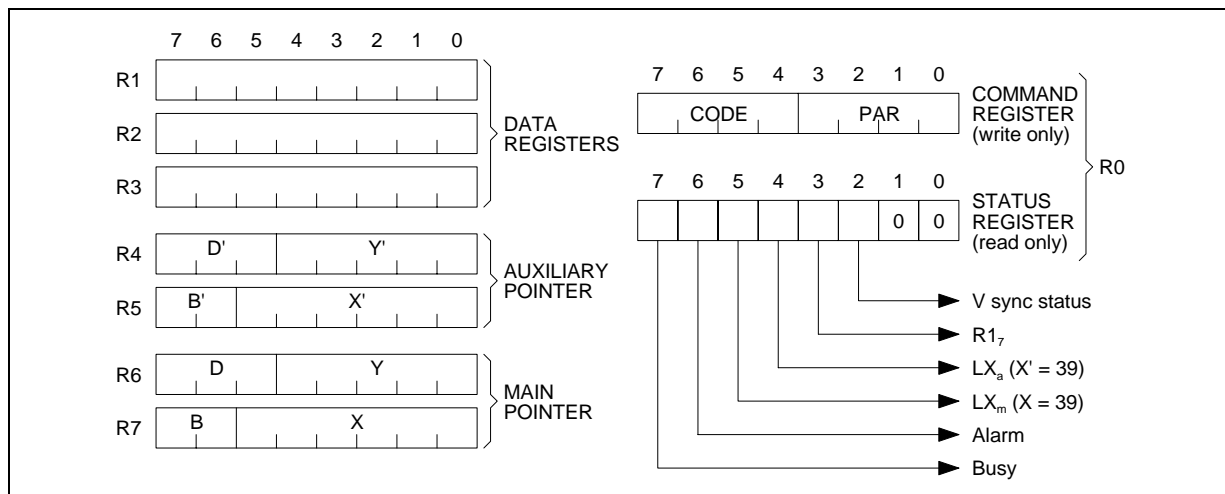 7 6 5 4 3 2 1 0
R1
R2
R3
DATA
REGISTERS
R4 D' Y'
R5 B' X'
AUXILIARY
POINTER
R6 D Y
R7 B X
MAIN
POINTER
7 6 5 4 3 2 1 0
CODE PAR
COMMAND
REGISTER
(write only)
7 6 5 4 3 2 1 0
0 0
STATUS
REGISTER
(read only)
R0
V sync status
R1₇
LXₐ (X' = 39)
LXₘ (X = 39)
Alarm
Busy